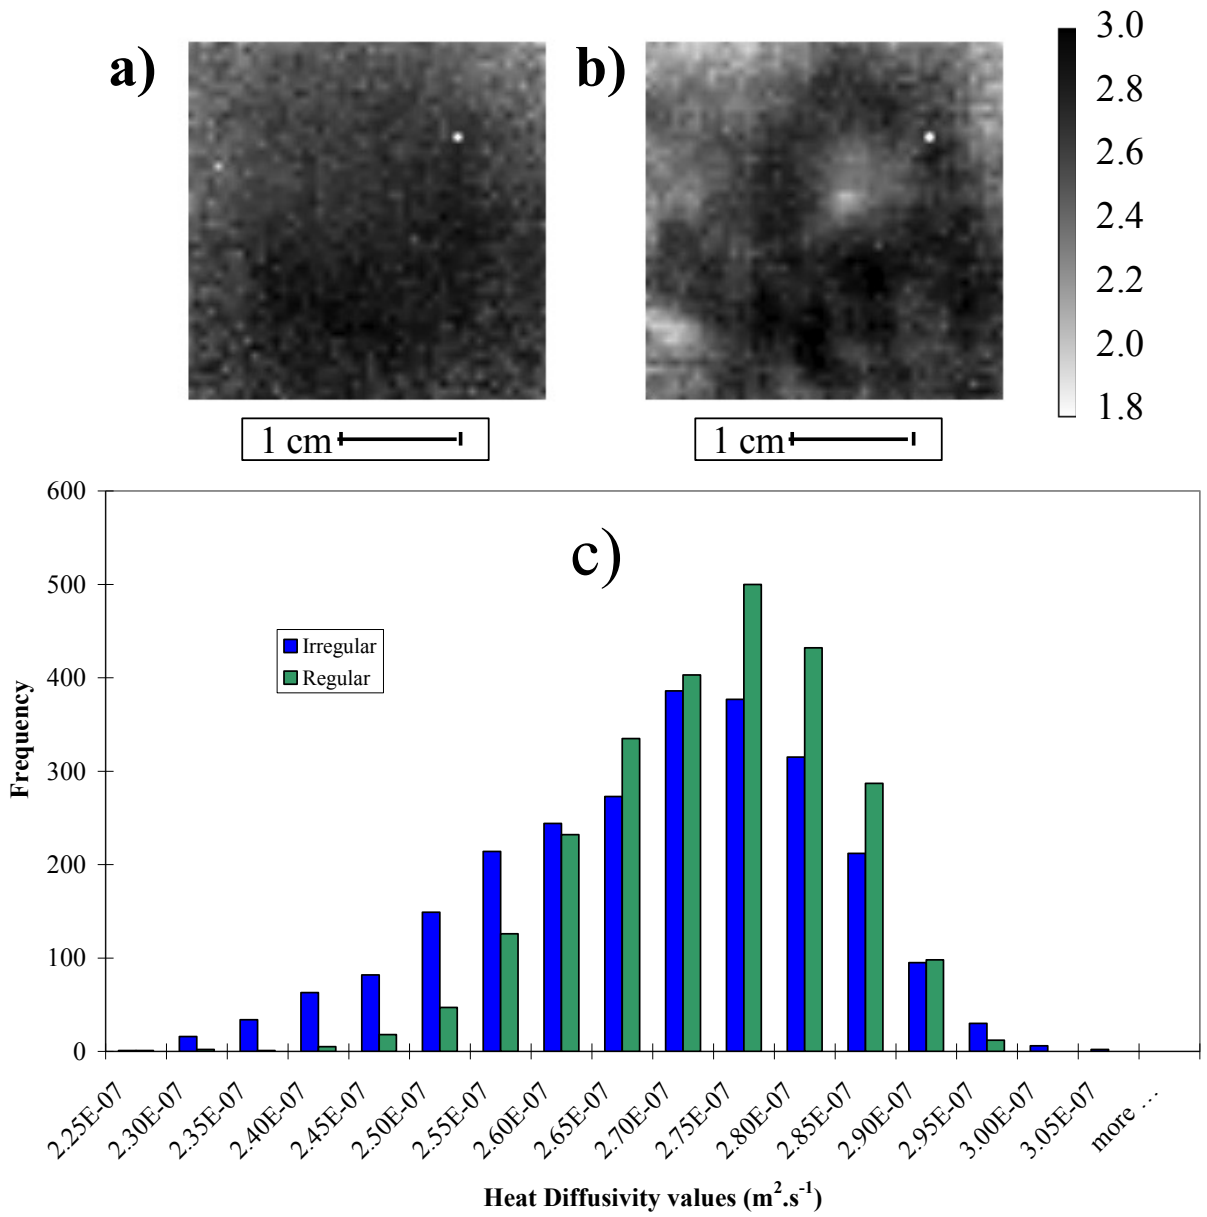 a)
b)
3.0
2.8
2.6
2.4
2.2
2.0
1.8
1 cm
1 cm
600
500
400
300
200
100
0
Frequency
c)
Irregular
Regular
2.25E-07
2.30E-07
2.35E-07
2.40E-07
2.45E-07
2.50E-07
2.55E-07
2.60E-07
2.65E-07
2.70E-07
2.75E-07
2.80E-07
2.85E-07
2.90E-07
2.95E-07
3.00E-07
3.05E-07
more …
Heat Diffusivity values (m².s⁻¹)